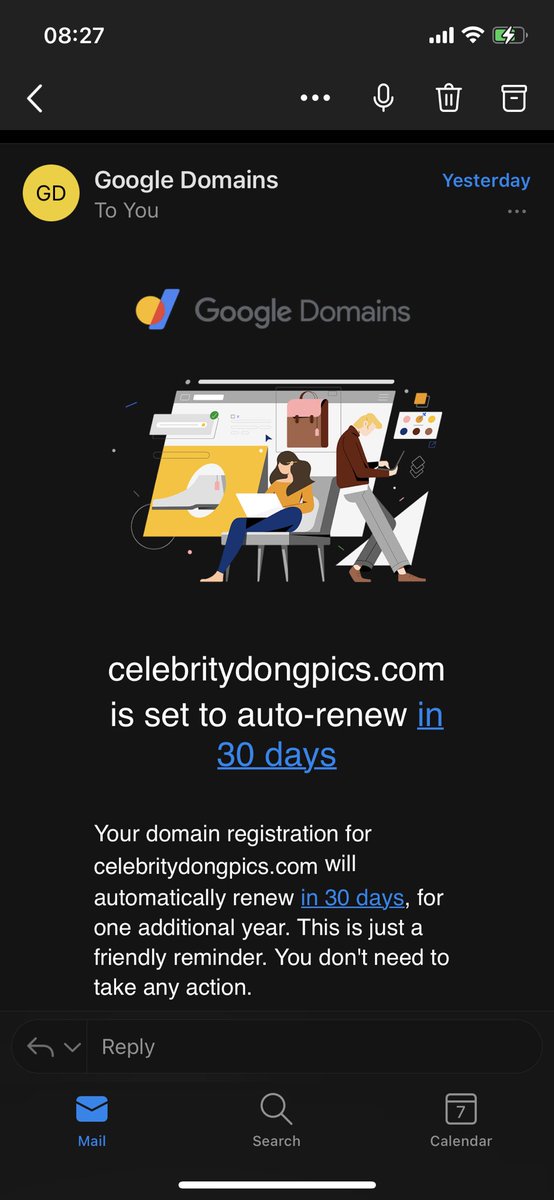 08:27
GD
Google Domains
Yesterday
To You
Google Domains
celebritydongpics.com
is set to auto-renew in
30 days
Your domain registration for
celebritydongpics.com will
automatically renew in 30 days, for
one additional year. This is just a
friendly reminder. You don't need to
take any action.
Reply
7
Mail
Search
Calendar